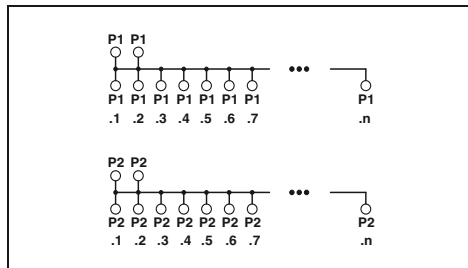 P1 P1
•••
P1 P1 P1 P1 P1 P1 P1 P1
.1 .2 .3 .4 .5 .6 .7 .n
P2 P2
•••
P2 P2 P2 P2 P2 P2 P2 P2
.1 .2 .3 .4 .5 .6 .7 .n